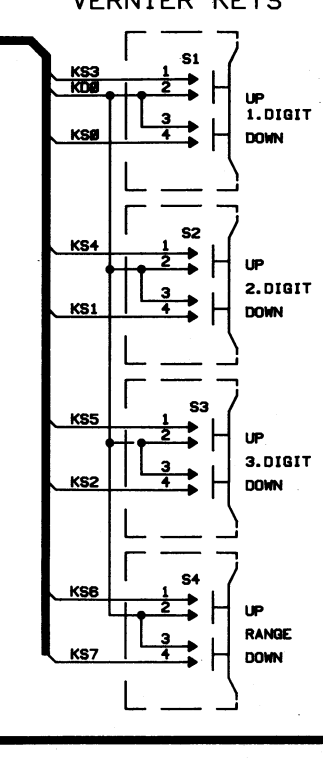 VERNIER KEYS
S1
KS3 1
KDØ 2
UP
1.DIGIT
3
KSØ 4
DOWN
S2
KS4 1
2
UP
2.DIGIT
3
KS1 4
DOWN
S3
KS5 1
2
UP
3.DIGIT
3
KS2 4
DOWN
S4
KS6 1
2
UP
RANGE
3
KS7 4
DOWN